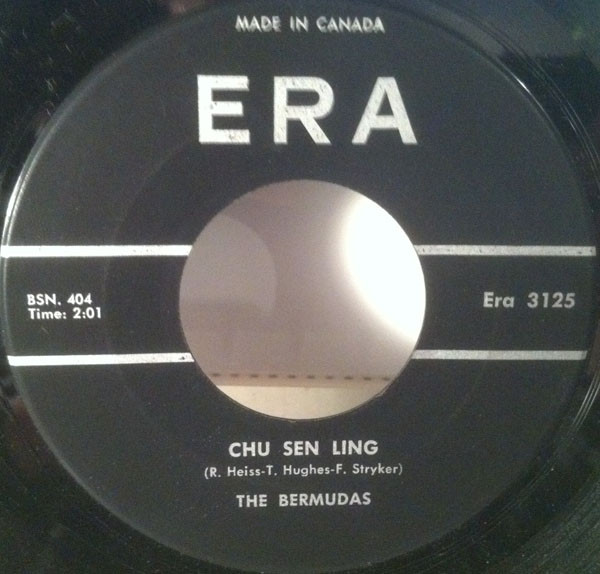 MADE IN CANADA
ERA
BSN. 404
Time: 2:01
Era 3125
CHU SEN LING
(R. Heiss-T. Hughes-F. Stryker)
THE BERMUDAS